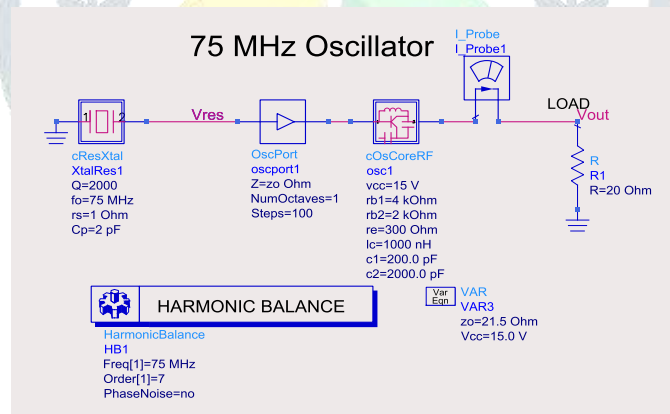 75 MHz Oscillator
I_Probe
I_Probe1
LOAD
Vres
Vout
1 2
cResXtal
XtalRes1
Q=2000
fo=75 MHz
rs=1 Ohm
Cp=2 pF
OscPort
oscport1
Z=zo Ohm
NumOctaves=1
Steps=100
cOsCoreRF
osc1
vcc=15 V
rb1=4 kOhm
rb2=2 kOhm
re=300 Ohm
lc=1000 nH
c1=200.0 pF
c2=2000.0 pF
R
R1
R=20 Ohm
HARMONIC BALANCE
HarmonicBalance
HB1
Freq[1]=75 MHz
Order[1]=7
PhaseNoise=no
Var
Eqn
VAR
VAR3
zo=21.5 Ohm
Vcc=15.0 V